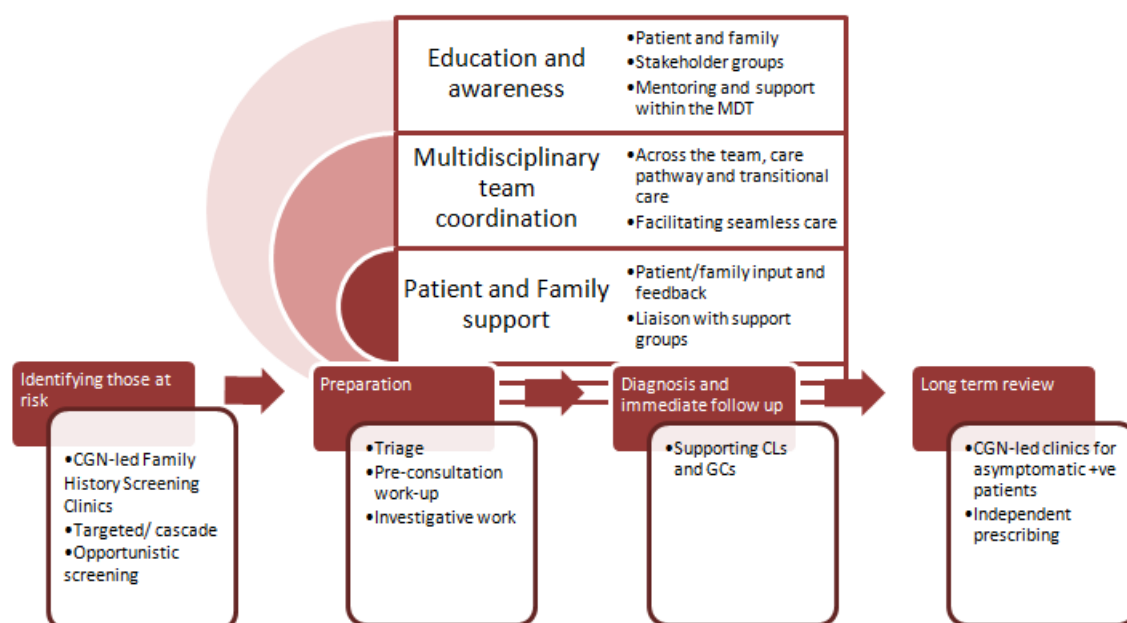 Education and
awareness
•Patient and family
•Stakeholder groups
•Mentoring and support
within the MDT
Multidisciplinary
team
coordination
•Across the team, care
pathway and transitional
care
•Facilitating seamless care
Patient and Family
support
•Patient/family input and
feedback
•Liaison with support
groups
Identifying those at
risk
•CGN-led Family
History Screening
Clinics
•Targeted/ cascade
•Opportunistic
screening
Preparation
•Triage
•Pre-consultation
work-up
•Investigative work
Diagnosis and
immediate follow up
•Supporting CLs
and GCs
Long term review
•CGN-led clinics for
asymptomatic +ve
patients
•Independent
prescribing